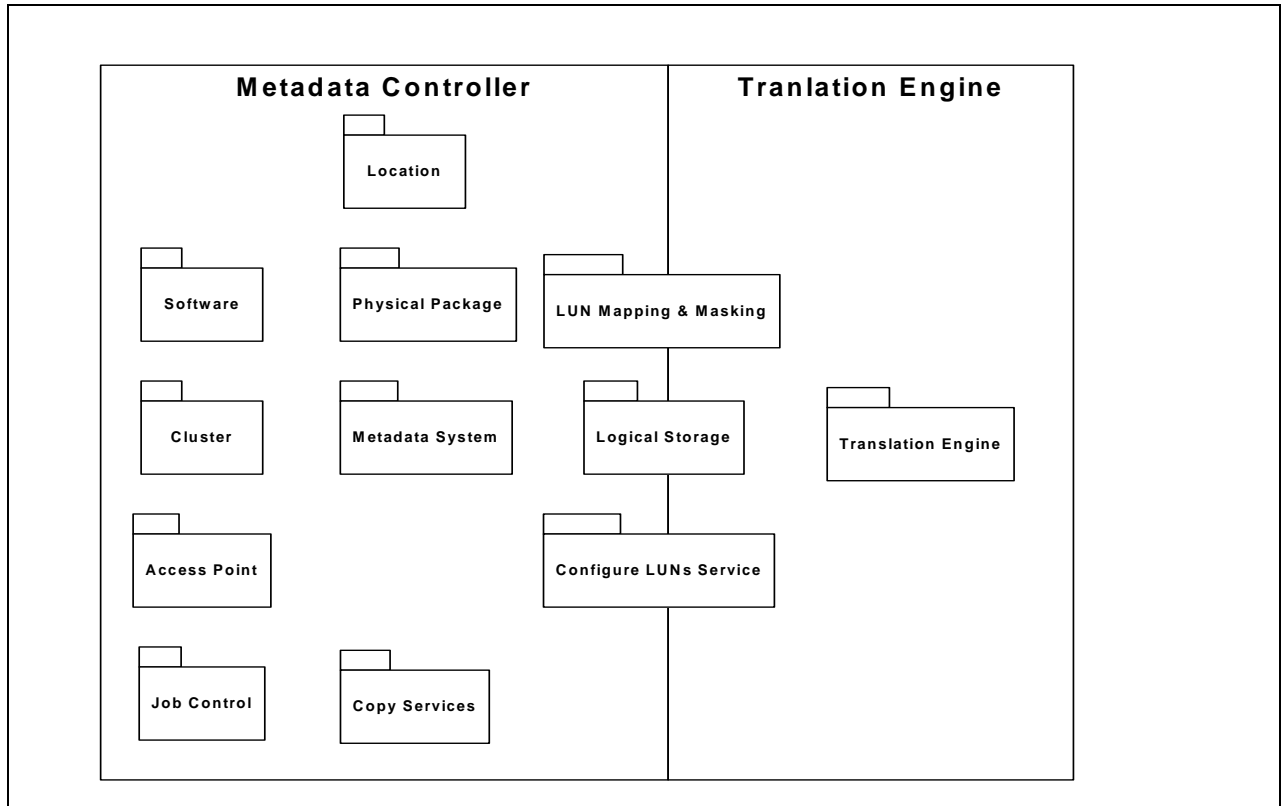 Metadata Controller
Tranlation Engine
Location
Software
Physical Package
LUN Mapping & Masking
Cluster
Metadata System
Logical Storage
Translation Engine
Access Point
Configure LUNs Service
Job Control
Copy Services